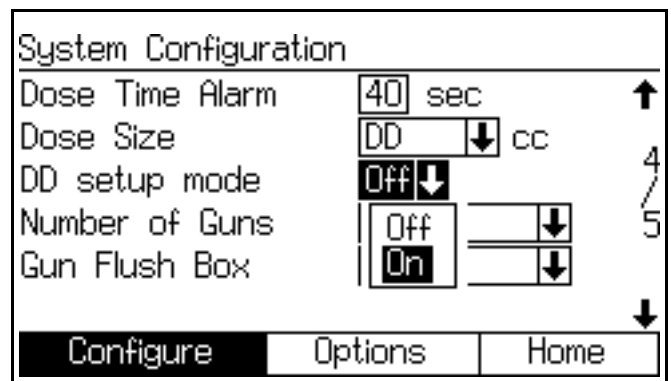 System Configuration
Dose Time Alarm 40 sec
Dose Size DD cc
DD setup mode Off
Number of Guns Off
Gun Flush Box On
4/5
Configure Options Home